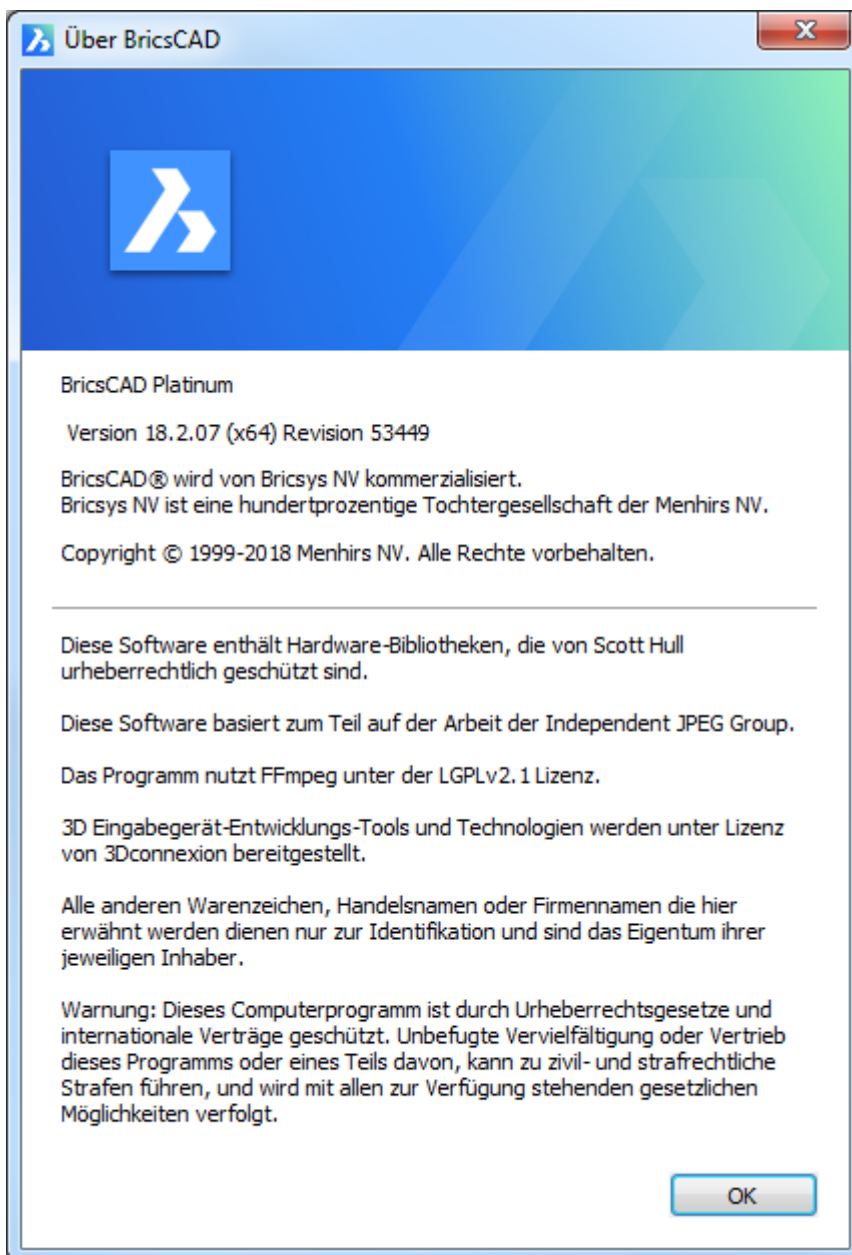 Über BricsCAD
BricsCAD Platinum
Version 18.2.07 (x64) Revision 53449
BricsCAD® wird von Bricsys NV kommerzialisiert.
Bricsys NV ist eine hundertprozentige Tochtergesellschaft der Menhirs NV.
Copyright © 1999-2018 Menhirs NV. Alle Rechte vorbehalten.
Diese Software enthält Hardware-Bibliotheken, die von Scott Hull
urheberrechtlich geschützt sind.
Diese Software basiert zum Teil auf der Arbeit der Independent JPEG Group.
Das Programm nutzt FFmpeg unter der LGPLv2.1 Lizenz.
3D Eingabegerät-Entwicklungs-Tools und Technologien werden unter Lizenz
von 3Dconnexion bereitgestellt.
Alle anderen Warenzeichen, Handelsnamen oder Firmennamen die hier
erwähnt werden dienen nur zur Identifikation und sind das Eigentum ihrer
jeweiligen Inhaber.
Warnung: Dieses Computerprogramm ist durch Urheberrechtsgesetze und
internationale Verträge geschützt. Unbefugte Vervielfältigung oder Vertrieb
dieses Programms oder eines Teils davon, kann zu zivil- und strafrechtliche
Strafen führen, und wird mit allen zur Verfügung stehenden gesetzlichen
Möglichkeiten verfolgt.
OK